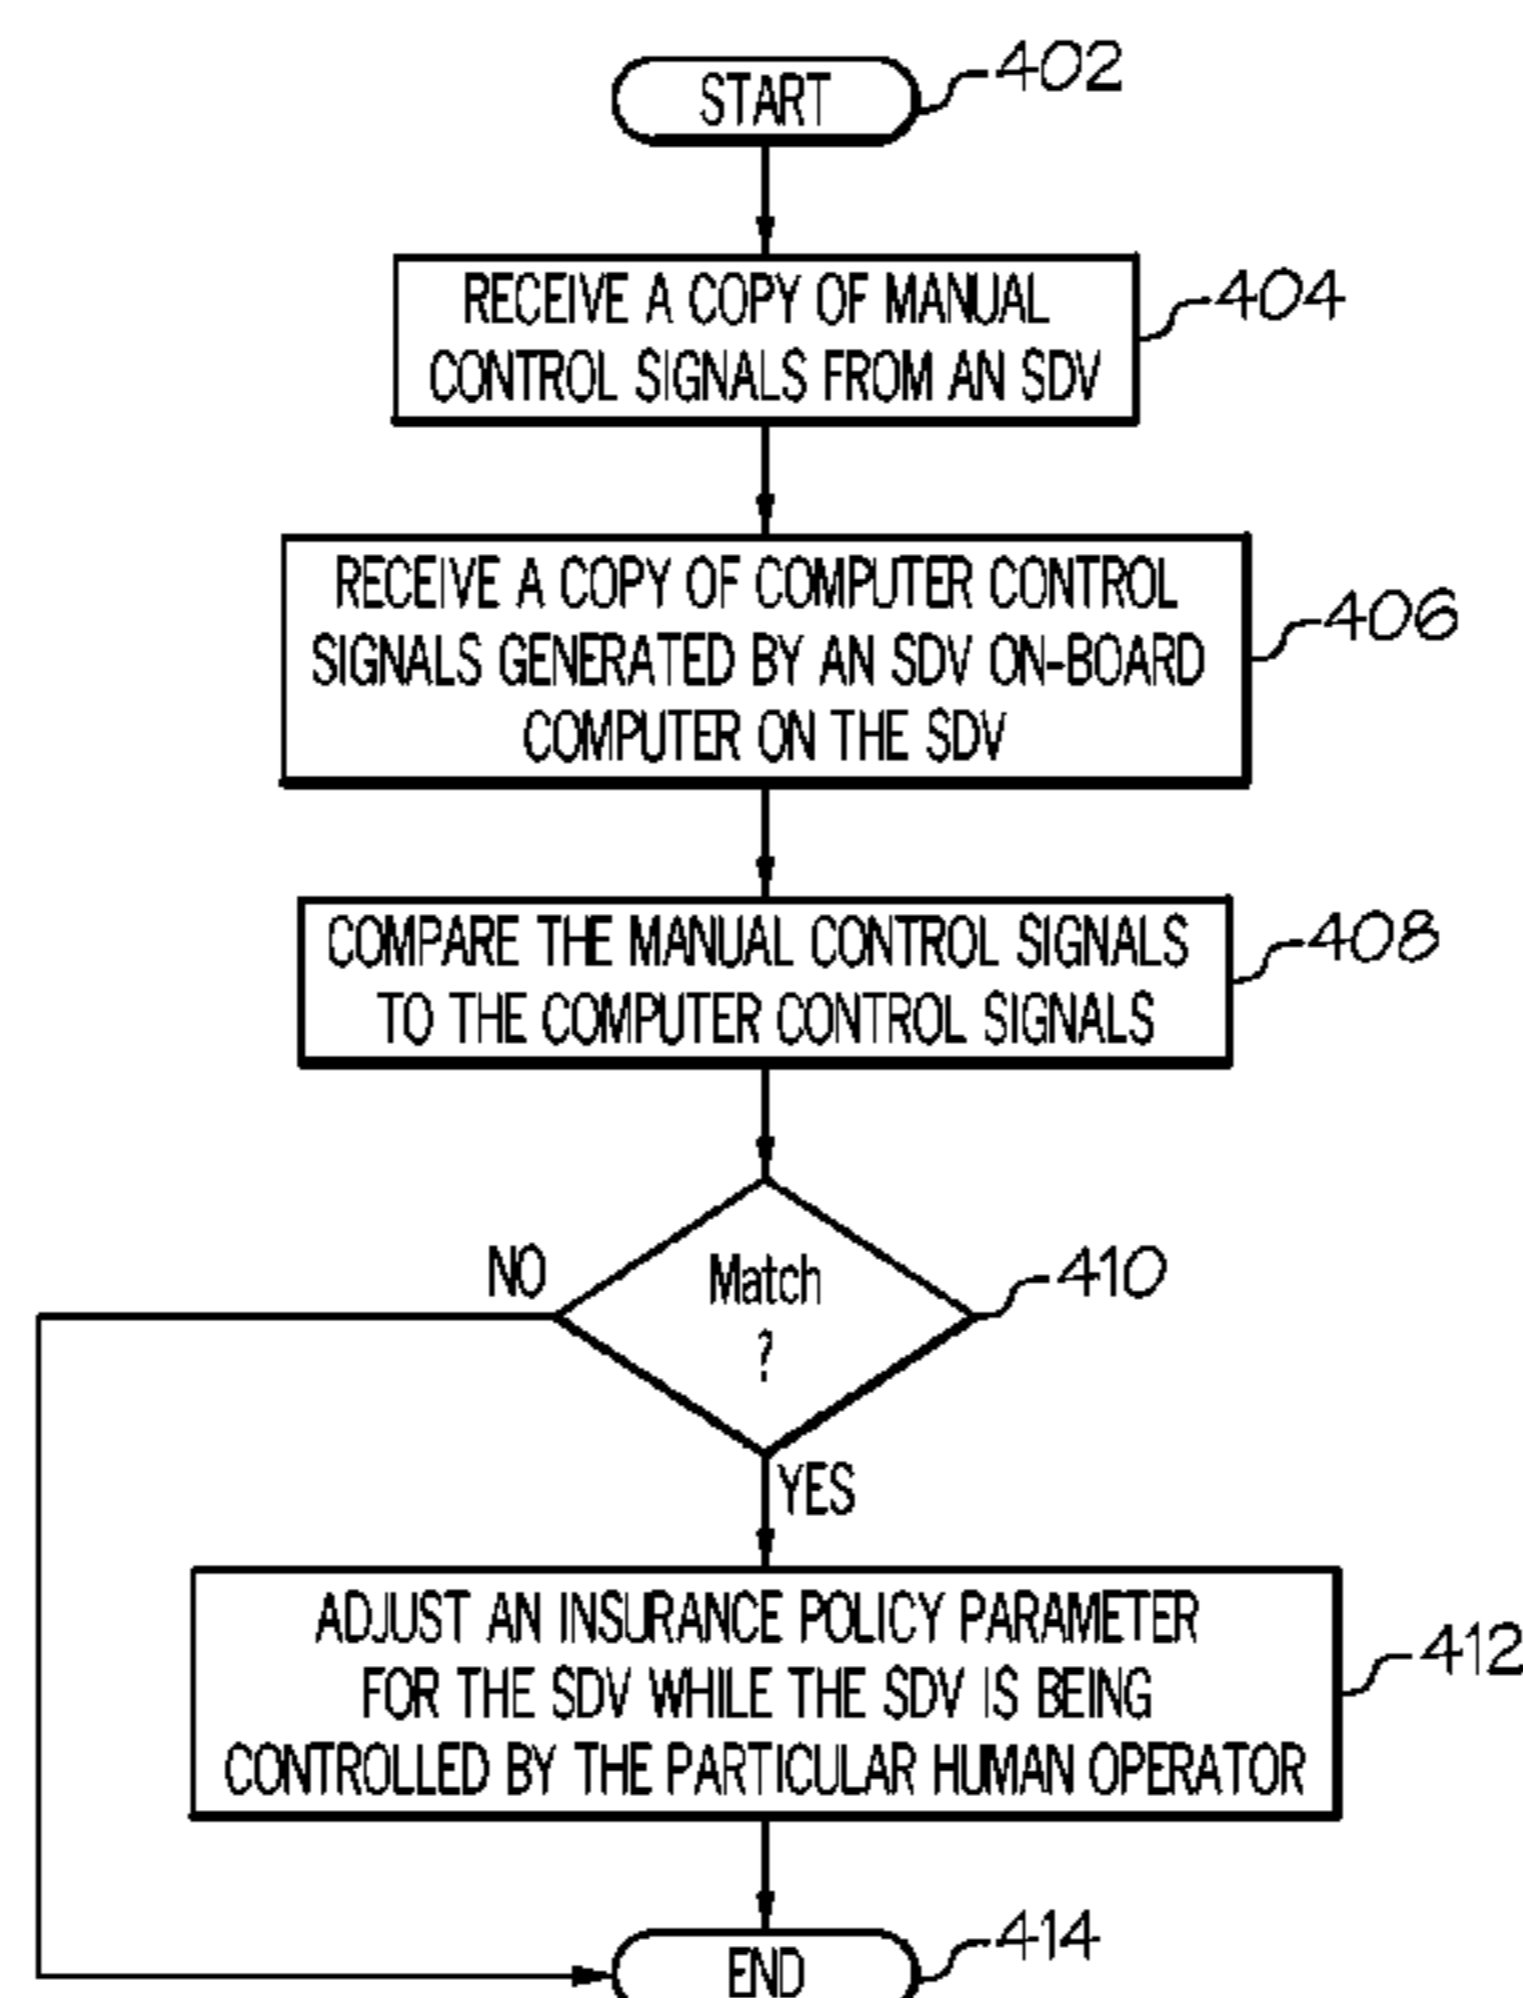 START
402
RECEIVE A COPY OF MANUAL
CONTROL SIGNALS FROM AN SDV
404
RECEIVE A COPY OF COMPUTER CONTROL
SIGNALS GENERATED BY AN SDV ON-BOARD
COMPUTER ON THE SDV
406
COMPARE THE MANUAL CONTROL SIGNALS
TO THE COMPUTER CONTROL SIGNALS
408
NO
Match
?
410
YES
ADJUST AN INSURANCE POLICY PARAMETER
FOR THE SDV WHILE THE SDV IS BEING
CONTROLLED BY THE PARTICULAR HUMAN OPERATOR
412
END
414